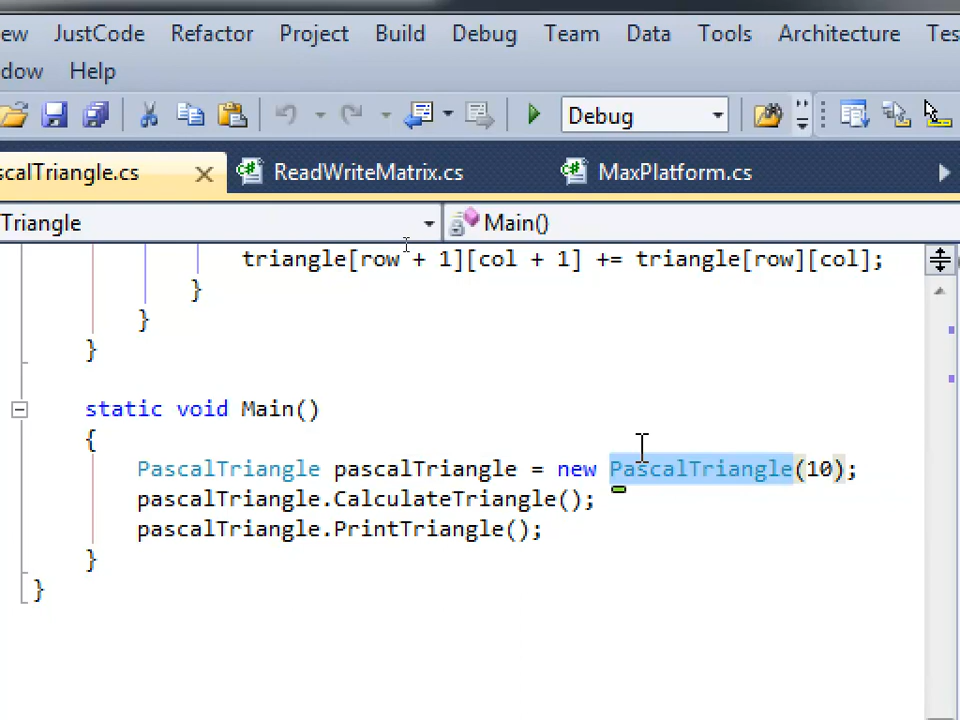 ew JustCode Refactor Project Build Debug Team Data Tools Architecture Tes
dow Help
Debug
scalTriangle.cs ReadWriteMatrix.cs MaxPlatform.cs
Triangle Main()
triangle[row + 1][col + 1] += triangle[row][col];
}
}
}
static void Main()
{
PascalTriangle pascalTriangle = new PascalTriangle(10);
pascalTriangle.CalculateTriangle();
pascalTriangle.PrintTriangle();
}
}